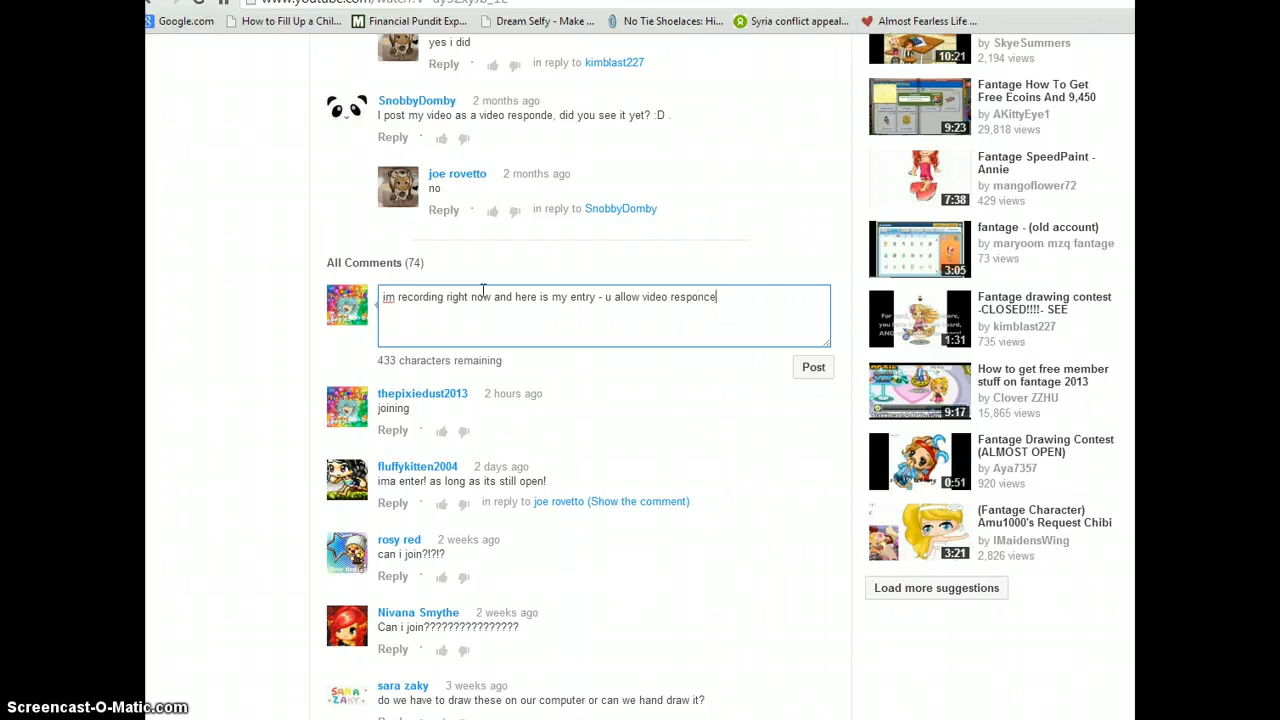 Google.com
How to Fill Up a Chil...
Financial Pundit Exp...
Dream Selfy - Make ...
No Tie Shoelaces: Hi...
Syria conflict appeal...
Almost Fearless Life ...
yes i did
Reply · in reply to kimblast227
SnobbyDomby 2 months ago
I post my video as a video responde, did you see it yet? :D .
Reply ·
joe rovetto 2 months ago
no
Reply · in reply to SnobbyDomby
All Comments (74)
im recording right now and here is my entry - u allow video responce
433 characters remaining
Post
thepixiedust2013 2 hours ago
joining
Reply ·
fluffykitten2004 2 days ago
ima enter! as long as its still open!
Reply · in reply to joe rovetto (Show the comment)
rosy red 2 weeks ago
can i join?!?!?
Reply ·
Nivana Smythe 2 weeks ago
Can i join????????????????
Reply ·
sara zaky 3 weeks ago
do we have to draw these on our computer or can we hand draw it?
by SkyeSummers
2,194 views
10:21
Fantage How To Get
Free Ecoins And 9,450
by AKittyEye1
29,818 views
9:23
Fantage SpeedPaint -
Annie
by mangoflower72
429 views
7:38
fantage - (old account)
by maryoom mzq fantage
73 views
3:05
Fantage drawing contest
-CLOSED!!!!- SEE
by kimblast227
735 views
1:31
How to get free member
stuff on fantage 2013
by Clover ZZHU
15,865 views
9:17
Fantage Drawing Contest
(ALMOST OPEN)
by Aya7357
920 views
0:51
(Fantage Character)
Amu1000's Request Chibi
by IMaidensWing
2,826 views
3:21
Load more suggestions
Screencast-O-Matic.com